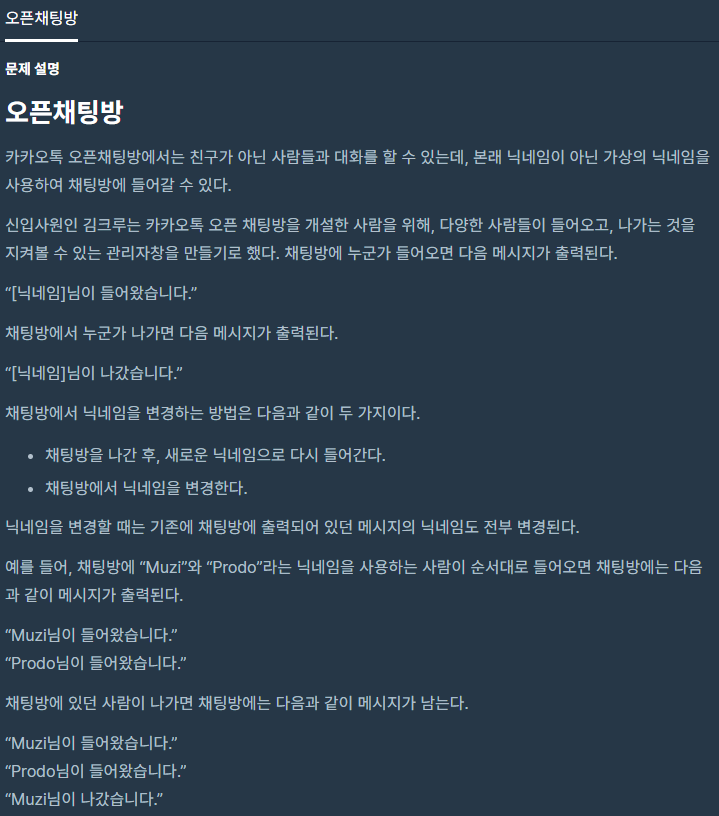 오픈채팅방
문제 설명
오픈채팅방
카카오톡 오픈채팅방에서는 친구가 아닌 사람들과 대화를 할 수 있는데, 본래 닉네임이 아닌 가상의 닉네임을
사용하여 채팅방에 들어갈 수 있다.
신입사원인 김크루는 카카오톡 오픈 채팅방을 개설한 사람을 위해, 다양한 사람들이 들어오고, 나가는 것을
지켜볼 수 있는 관리자창을 만들기로 했다. 채팅방에 누군가 들어오면 다음 메시지가 출력된다.
“[닉네임]님이 들어왔습니다.”
채팅방에서 누군가 나가면 다음 메시지가 출력된다.
“[닉네임]님이 나갔습니다.”
채팅방에서 닉네임을 변경하는 방법은 다음과 같이 두 가지이다.
• 채팅방을 나간 후, 새로운 닉네임으로 다시 들어간다.
• 채팅방에서 닉네임을 변경한다.
닉네임을 변경할 때는 기존에 채팅방에 출력되어 있던 메시지의 닉네임도 전부 변경된다.
예를 들어, 채팅방에 “Muzi”와 “Prodo”라는 닉네임을 사용하는 사람이 순서대로 들어오면 채팅방에는 다음
과 같이 메시지가 출력된다.
“Muzi님이 들어왔습니다.”
“Prodo님이 들어왔습니다.”
채팅방에 있던 사람이 나가면 채팅방에는 다음과 같이 메시지가 남는다.
“Muzi님이 들어왔습니다.”
“Prodo님이 들어왔습니다.”
“Muzi님이 나갔습니다.”